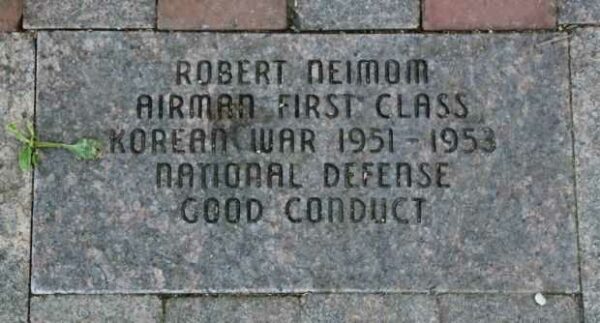 ROBERT NEIMOM
AIRMAN FIRST CLASS
KOREAN WAR 1951 - 1953
NATIONAL DEFENSE
GOOD CONDUCT